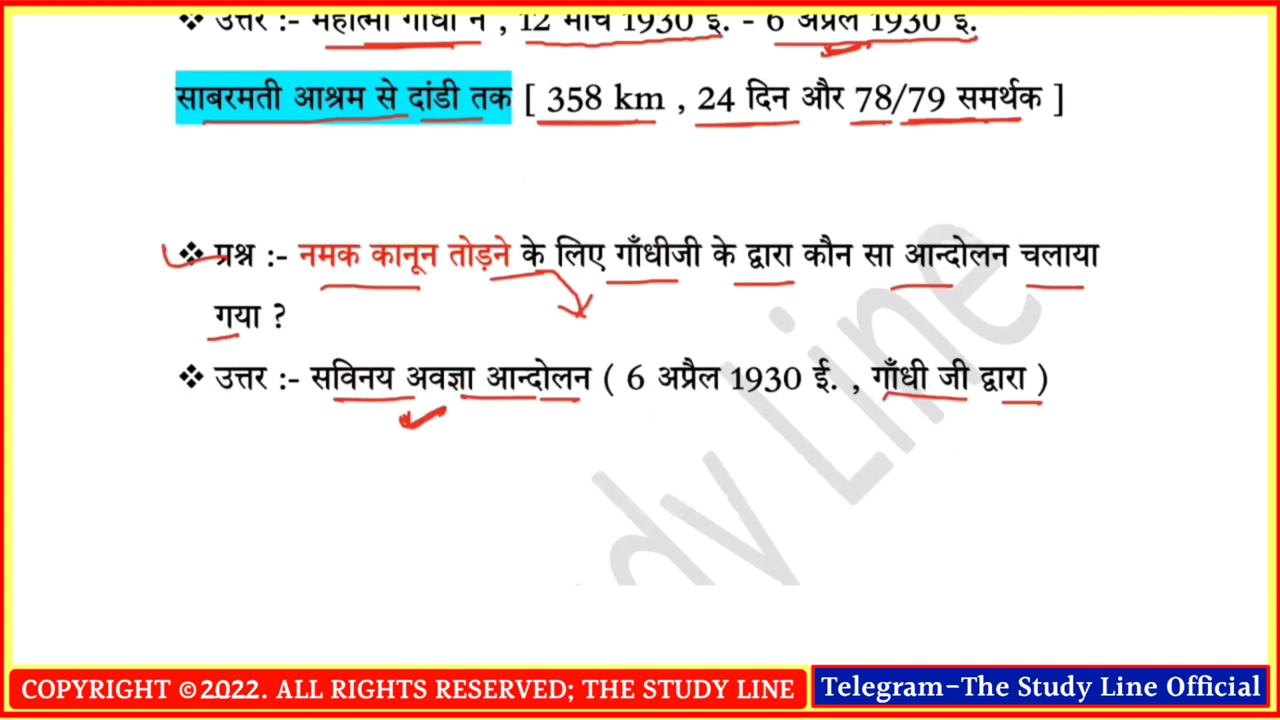 ❖ उत्तर :- महात्मा गाँधी ने , 12 मार्च 1930 ई. - 6 अप्रैल 1930 ई.
साबरमती आश्रम से दांडी तक [ 358 km , 24 दिन और 78/79 समर्थक ]
❖ प्रश्न :- नमक कानून तोड़ने के लिए गाँधीजी के द्वारा कौन सा आन्दोलन चलाया
गया ?
❖ उत्तर :- सविनय अवज्ञा आन्दोलन ( 6 अप्रैल 1930 ई. , गाँधी जी द्वारा )
dy Line
COPYRIGHT ©2022. ALL RIGHTS RESERVED; THE STUDY LINE
Telegram-The Study Line Official